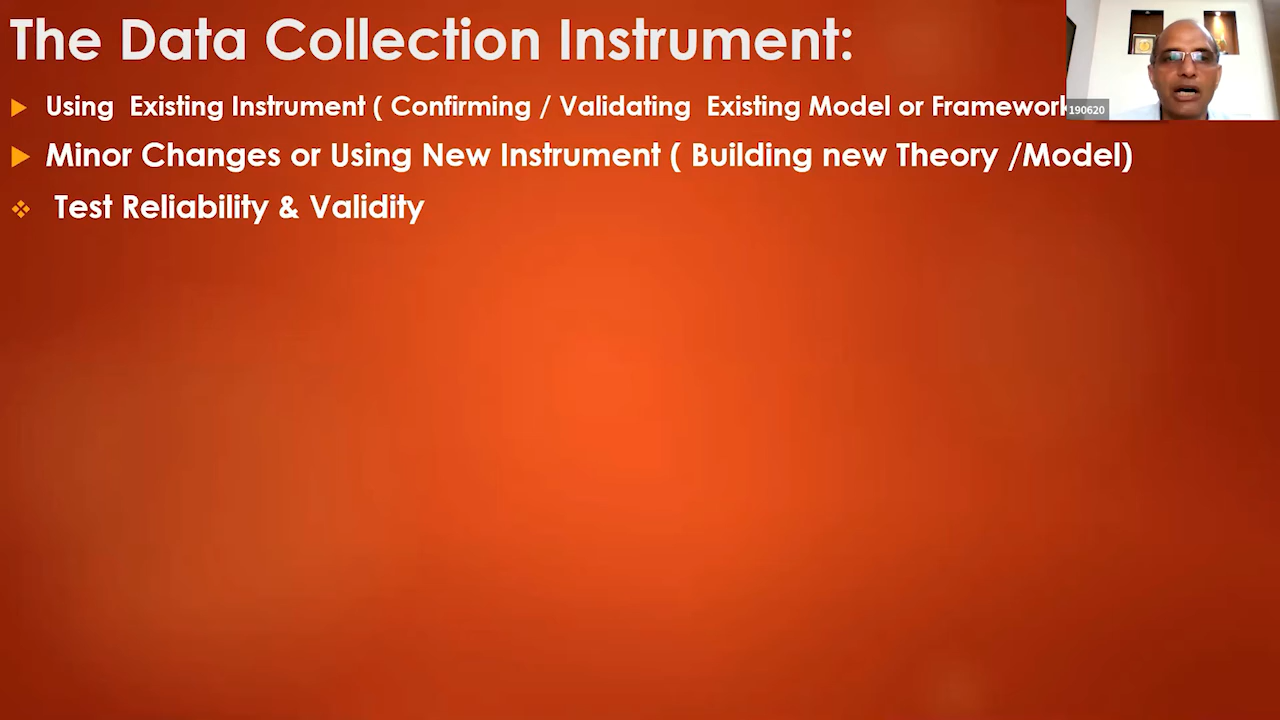 The Data Collection Instrument:
Using Existing Instrument ( Confirming / Validating Existing Model or Framework
190620
Minor Changes or Using New Instrument ( Building new Theory /Model)
Test Reliability & Validity